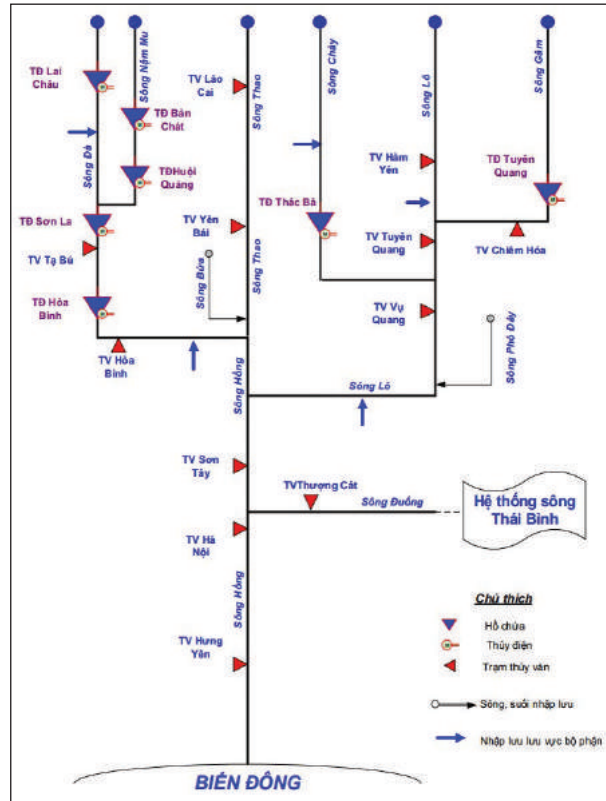 TĐ Lai
Châu
Sông Nậm Mu
TĐ Bản
Chát
Sông Đà
TĐHuội
Quảng
TĐ Sơn La
TV Tạ Bú
TĐ Hòa
Bình
TV Hòa
Bình
TV Lào
Cai
Sông Thao
TV Yên
Bái
Sông Thao
Sông Bứa
Sông Chảy
TĐ Thác Bà
Sông Lô
TV Hàm
Yên
TV Tuyên
Quang
TV Vụ
Quang
Sông Gâm
TĐ Tuyên
Quang
TV Chiêm Hóa
Sông Phó Đáy
Sông Hồng
Sông Lô
TV Sơn
Tây
TVThượng Cát
Sông Đuống
Hệ thống sông
Thái Bình
TV Hà
Nội
Sông Hồng
TV Hưng
Yên
Chú thích
Hồ chứa
Thủy điện
Trạm thủy văn
Sông, suối nhập lưu
Nhập lưu lưu vực bộ phận
BIỂN ĐÔNG